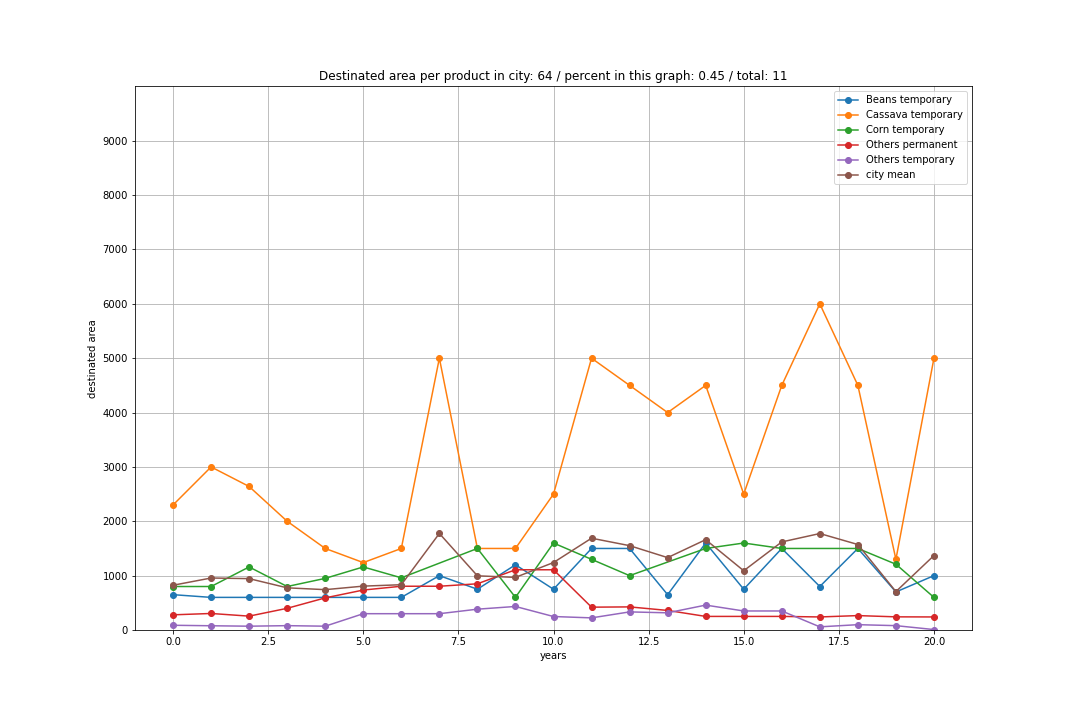 Destinated area per product in city: 64 / percent in this graph: 0.45 / total: 11
Beans temporary
Cassava temporary
Corn temporary
Others permanent
Others temporary
city mean
9000
8000
7000
6000
5000
4000
3000
2000
1000
0
destinated area
0.0 2.5 5.0 7.5 10.0 12.5 15.0 17.5 20.0
years